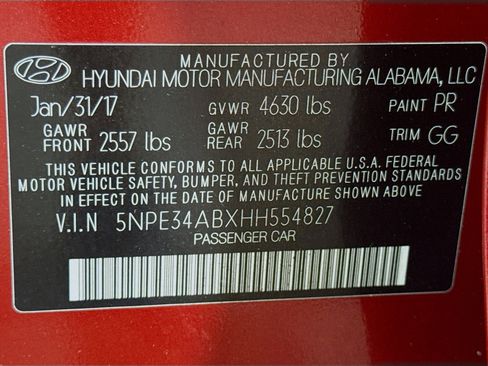 MANUFACTURED BY
HYUNDAI MOTOR MANUFACTURING ALABAMA, LLC
Jan/31/17 GVWR 4630 lbs PAINT PR
GAWR FRONT 2557 lbs GAWR REAR 2513 lbs TRIM GG
THIS VEHICLE CONFORMS TO ALL APPLICABLE U.S.A. FEDERAL
MOTOR VEHICLE SAFETY, BUMPER, AND THEFT PREVENTION STANDARDS
IN EFFECT ON THE DATE OF MANUFACTURE SHOWN ABOVE
V.I.N 5NPE34ABXHH554827
PASSENGER CAR